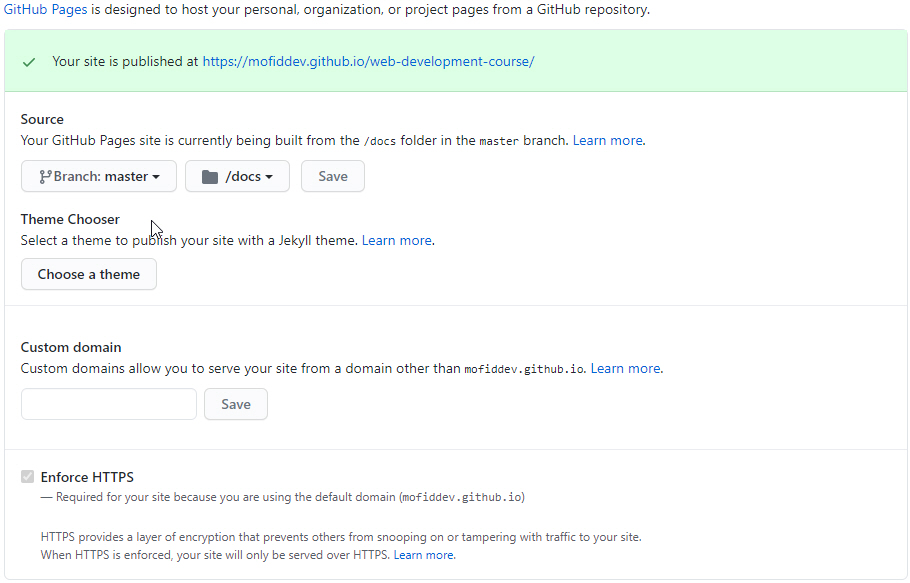 GitHub Pages is designed to host your personal, organization, or project pages from a GitHub repository.
Your site is published at https://mofiddev.github.io/web-development-course/
Source
Your GitHub Pages site is currently being built from the /docs folder in the master branch. Learn more.
Branch: master /docs Save
Theme Chooser
Select a theme to publish your site with a Jekyll theme. Learn more.
Choose a theme
Custom domain
Custom domains allow you to serve your site from a domain other than mofiddev.github.io. Learn more.
Save
Enforce HTTPS
— Required for your site because you are using the default domain (mofiddev.github.io)
HTTPS provides a layer of encryption that prevents others from snooping on or tampering with traffic to your site.
When HTTPS is enforced, your site will only be served over HTTPS. Learn more.